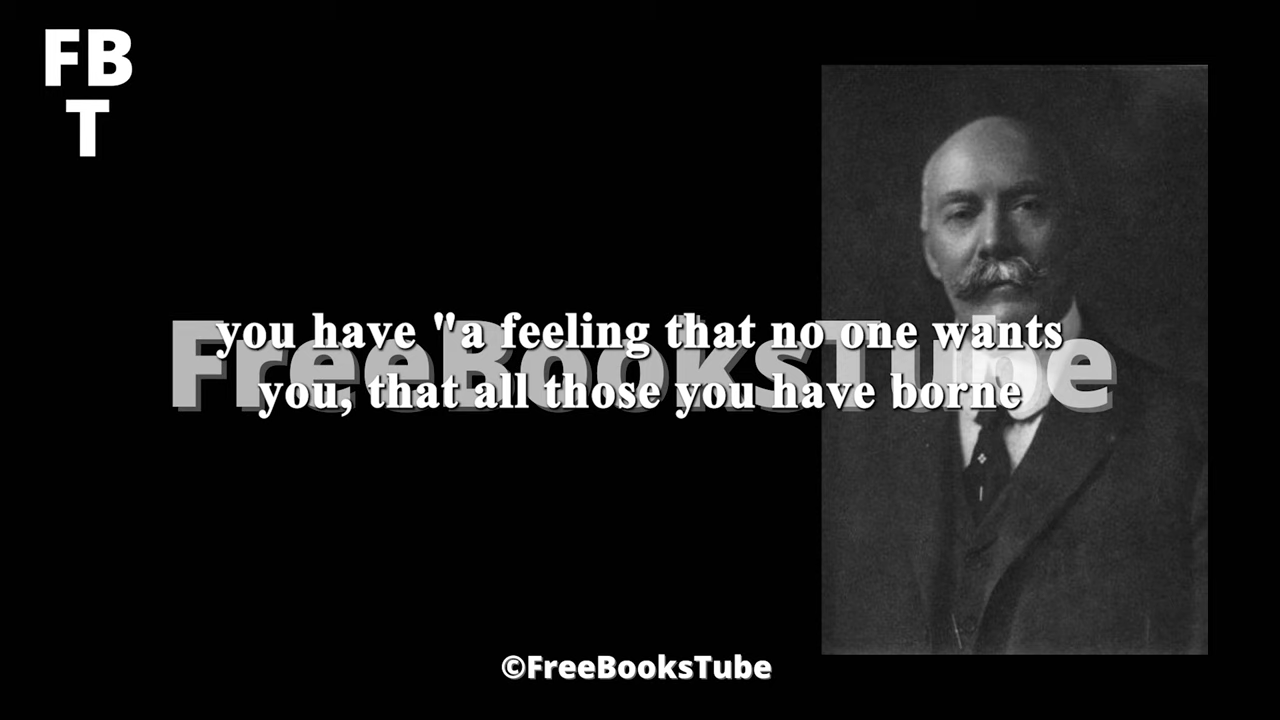 FB
T
FreeBooksTube
you have "a feeling that no one wants
you, that all those you have borne
©FreeBooksTube